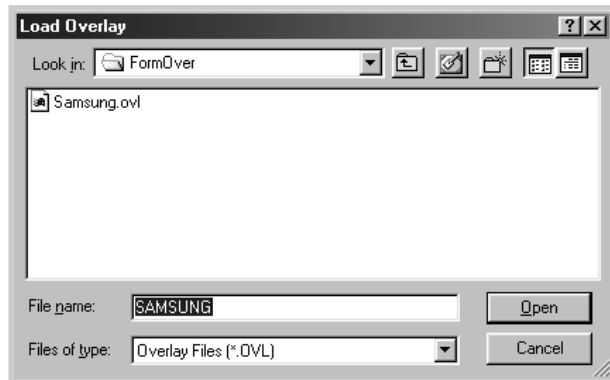 Load Overlay
Look in: FormOver
Samsung.ovl
File name: SAMSUNG Open
Files of type: Overlay Files (*.OVL) Cancel